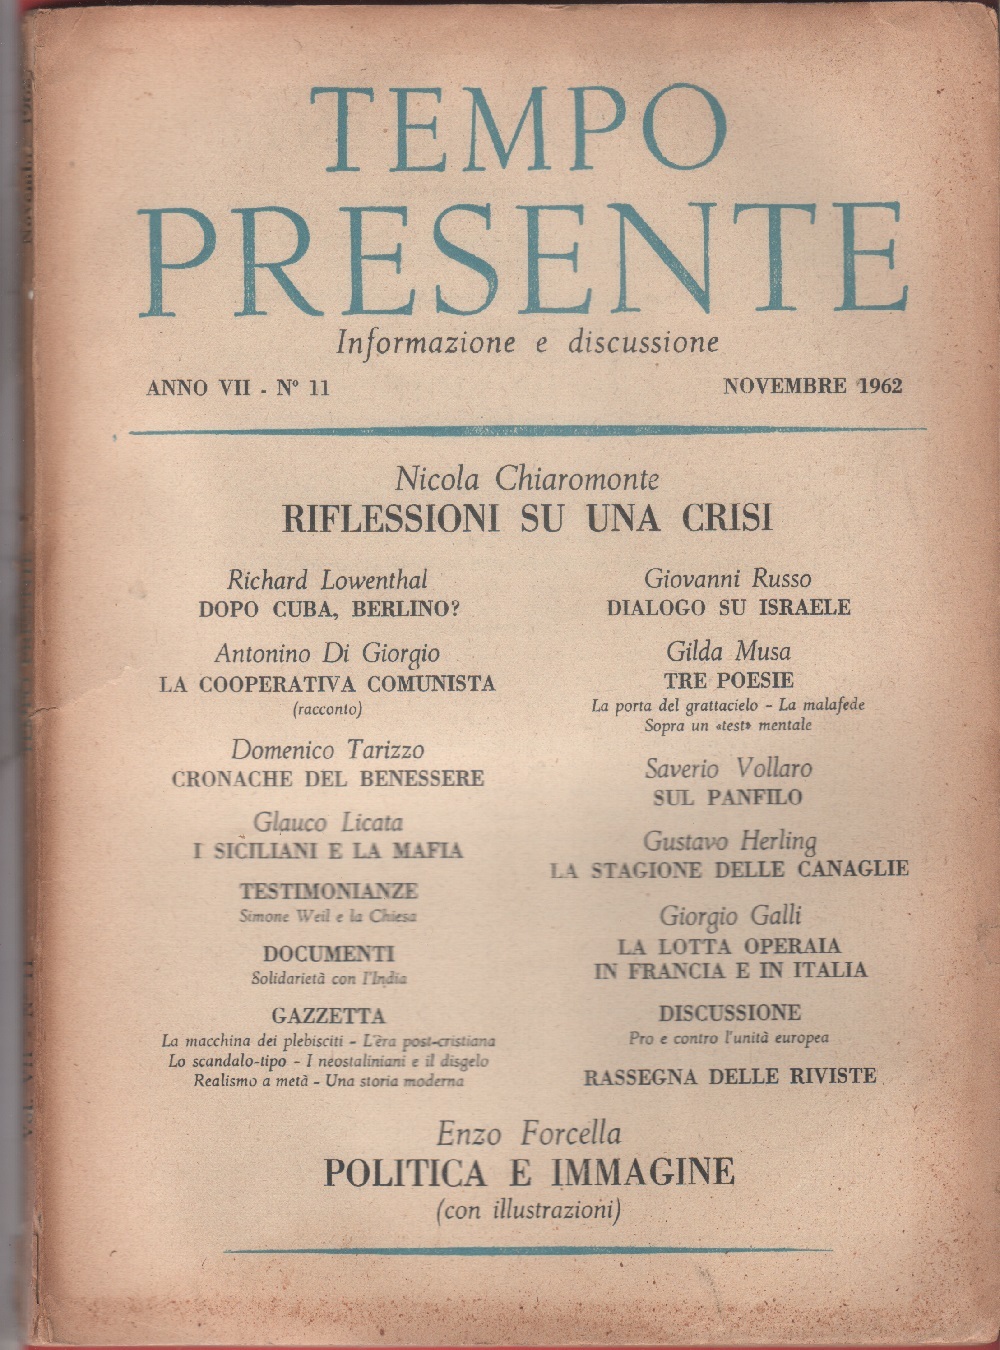 TEMPO
PRESENTE
Informazione e discussione
ANNO VII - Nº 11
NOVEMBRE 1962
Nicola Chiaromonte
RIFLESSIONI SU UNA CRISI
Richard Lowenthal
DOPO CUBA, BERLINO?
Antonino Di Giorgio
LA COOPERATIVA COMUNISTA
(racconto)
Domenico Tarizzo
CRONACHE DEL BENESSERE
Glauco Licata
I SICILIANI E LA MAFIA
TESTIMONIANZE
Simone Weil e la Chiesa
DOCUMENTI
Solidarietà con l'India
GAZZETTA
La macchina dei plebisciti - L'èra post-cristiana
Lo scandalo-tipo - I neostaliniani e il disgelo
Realismo a metà - Una storia moderna
Giovanni Russo
DIALOGO SU ISRAELE
Gilda Musa
TRE POESIE
La porta del grattacielo - La malafede
Sopra un «test» mentale
Saverio Vollaro
SUL PANFILO
Gustavo Herling
LA STAGIONE DELLE CANAGLIE
Giorgio Galli
LA LOTTA OPERAIA
IN FRANCIA E IN ITALIA
DISCUSSIONE
Pro e contro l'unità europea
RASSEGNA DELLE RIVISTE
Enzo Forcella
POLITICA E IMMAGINE
(con illustrazioni)